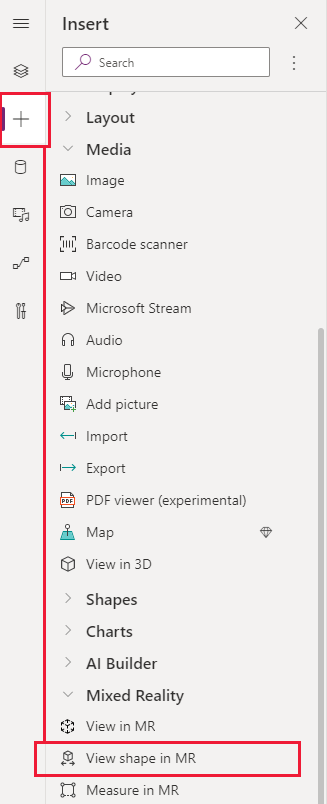 Insert
Search
Layout
Media
Image
Camera
Barcode scanner
Video
Microsoft Stream
Audio
Microphone
Add picture
Import
Export
PDF
PDF viewer (experimental)
Map
View in 3D
Shapes
Charts
AI Builder
Mixed Reality
View in MR
View shape in MR
Measure in MR